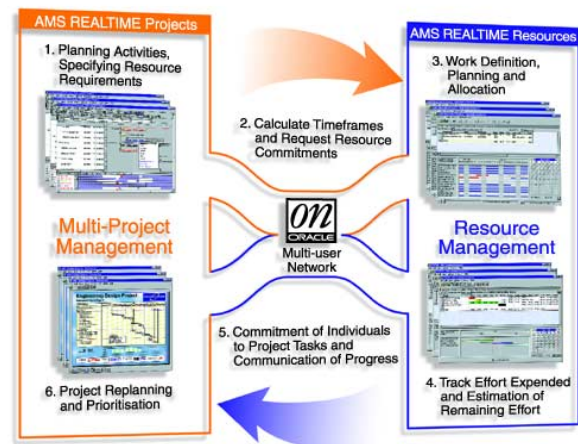 AMS REALTIME Projects
1. Planning Activities,
Specifying Resource
Requirements
2. Calculate Timeframes
and Request Resource
Commitments
AMS REALTIME Resources
3. Work Definition,
Planning and
Allocation
Multi-Project
Management
on
ORACLE
Multi-user
Network
Resource
Management
Engineering Design Project
5. Commitment of Individuals
to Project Tasks and
Communication of Progress
6. Project Replanning
and Prioritisation
4. Track Effort Expended
and Estimation of
Remaining Effort